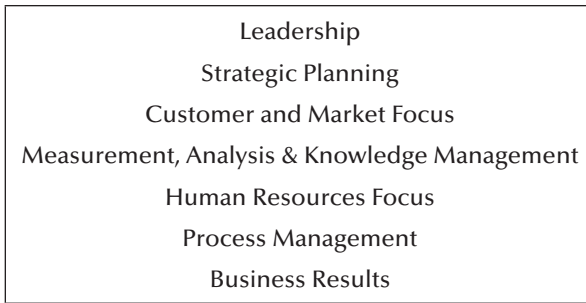 Leadership
Strategic Planning
Customer and Market Focus
Measurement, Analysis & Knowledge Management
Human Resources Focus
Process Management
Business Results